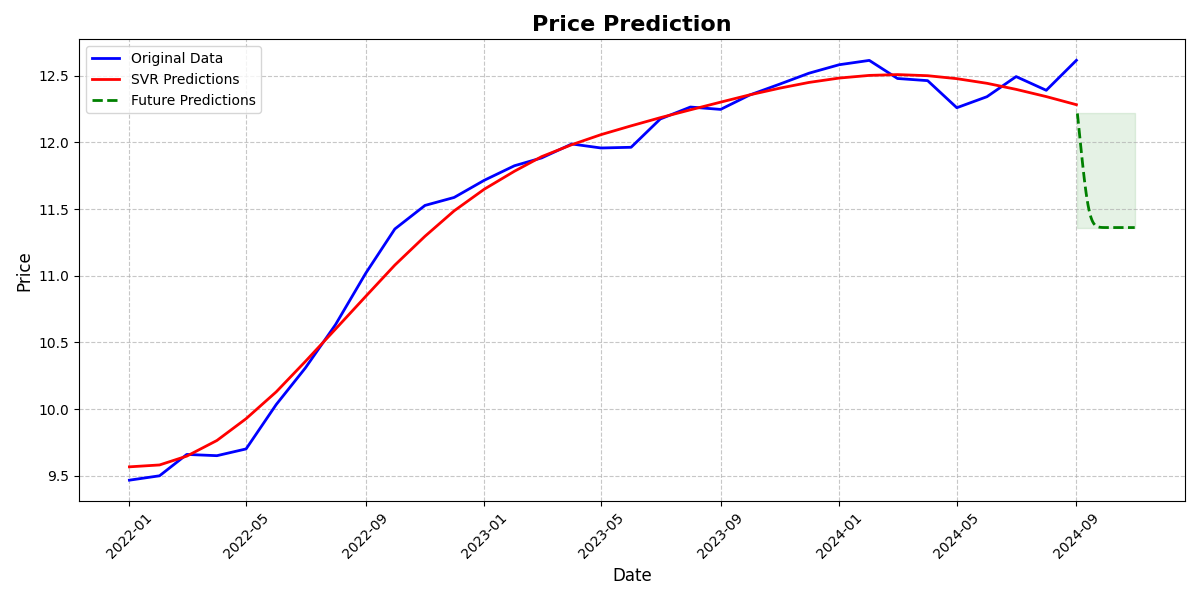 Price Prediction
Original Data
SVR Predictions
Future Predictions
Price
12.5
12.0
11.5
11.0
10.5
10.0
9.5
2022-01
2022-05
2022-09
2023-01
2023-05
2023-09
2024-01
2024-05
2024-09
Date